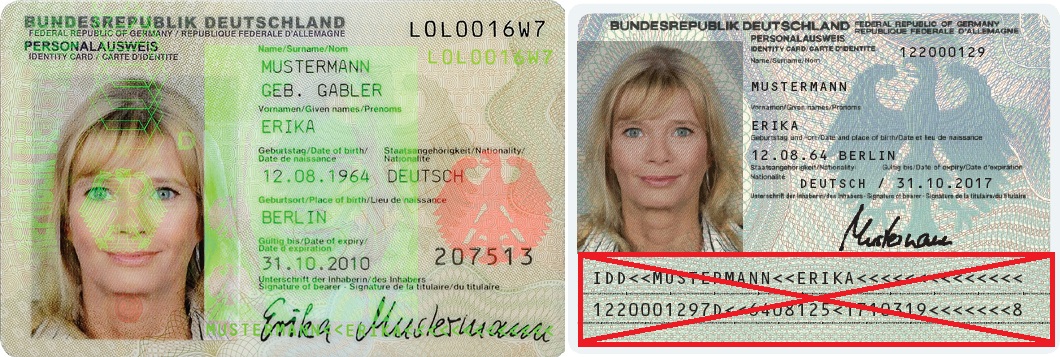 BUNDESREPUBLIK DEUTSCHLAND
FEDERAL REPUBLIC OF GERMANY / REPUBLIQUE FEDERALE D'ALLEMAGNE
PERSONALAUSWEIS
IDENTITY CARD / CARTE D'IDENTITÉ
L0L0016W7
L0L0016W7
Name/Surname/Nom
MUSTERMANN
GEB. GABLER
Vornamen/Given names/Prénoms
ERIKA
Geburtstag/Date of birth/
Date de naissance
Staatsangehörigkeit/Nationality/
Nationalité
12.08.1964 DEUTSCH
Geburtsort/Place of birth/Lieu de naissance
BERLIN
Gültig bis/Date of expiry/
Date d'expiration
31.10.2010
207513
Unterschrift der Inhaberin/des Inhabers
Signature of bearer - Signature de la titulaire/du titulaire
Erika Mustermann
BUNDESREPUBLIK DEUTSCHLAND
FEDERAL REPUBLIC OF GERMANY
REPUBLIQUE FEDERALE D'ALLEMAGNE
PERSONALAUSWEIS
IDENTITY CARD / CARTE D'IDENTITÉ
122000129
Name/Surname/Nom
MUSTERMANN
Vornamen/Given names/Prénoms
ERIKA
Geburtstag und -ort/Date and place of birth/Date et lieu de naissance
12.08.64 BERLIN
Staatsangehörigkeit/Nationality/
Nationalité
Gültig bis/Date of expiry/Date d'expiration
DEUTSCH / 31.10.2017
Unterschrift der Inhaberin/des Inhabers - Signature of bearer - Signature de la titulaire/du titulaire
Mustermann
IDD<<MUSTERMANN<<ERIKA<<<<<<<<<<<<<<
1220001297D<<6408125<1710319<<<<<<<8